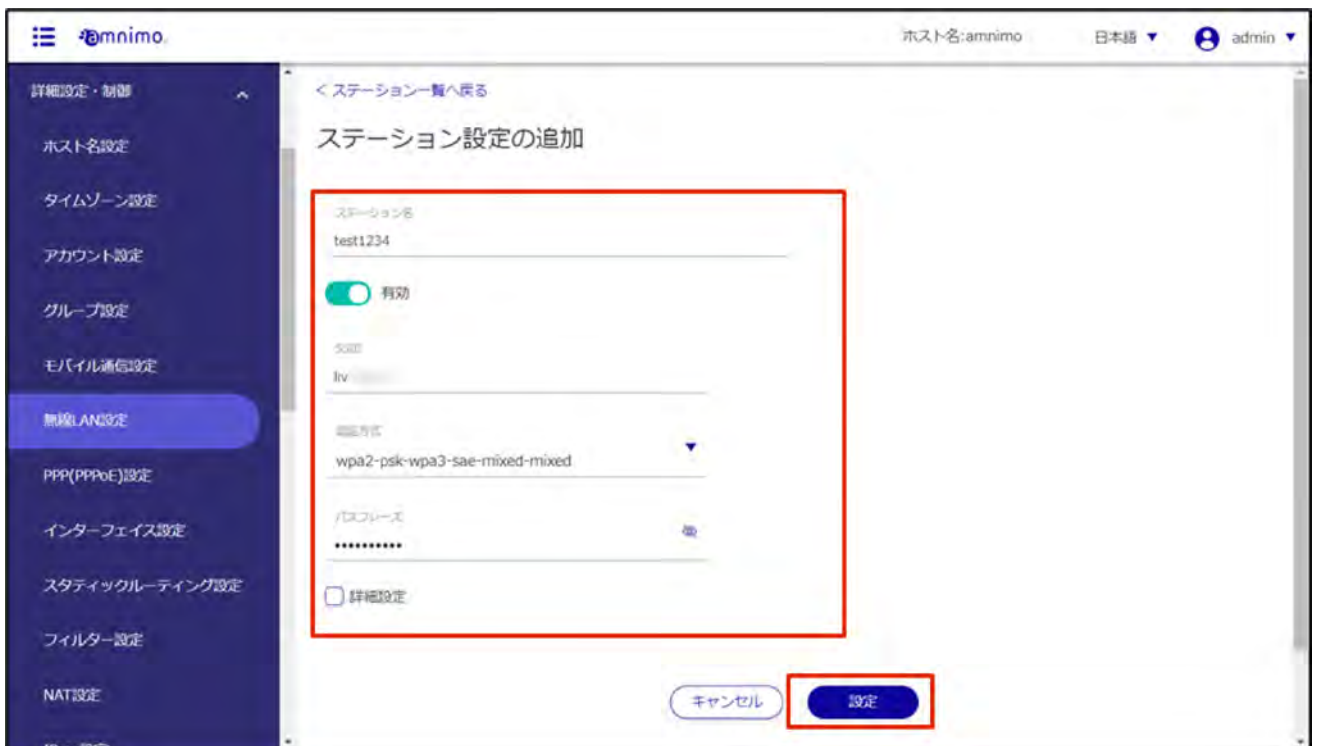 amnimo
ホスト名:amnimo
日本語
admin
詳細設定・制御
ホスト名設定
タイムゾーン設定
アカウント設定
グループ設定
モバイル通信設定
無線LAN設定
PPP(PPPoE)設定
インターフェイス設定
スタティックルーティング設定
フィルター設定
NAT設定
< ステーション一覧へ戻る
ステーション設定の追加
ステーション名
test1234
有効
SSID
liv
認証方式
wpa2-psk-wpa3-sae-mixed-mixed
パスフレーズ
••••••••••
詳細設定
キャンセル
設定